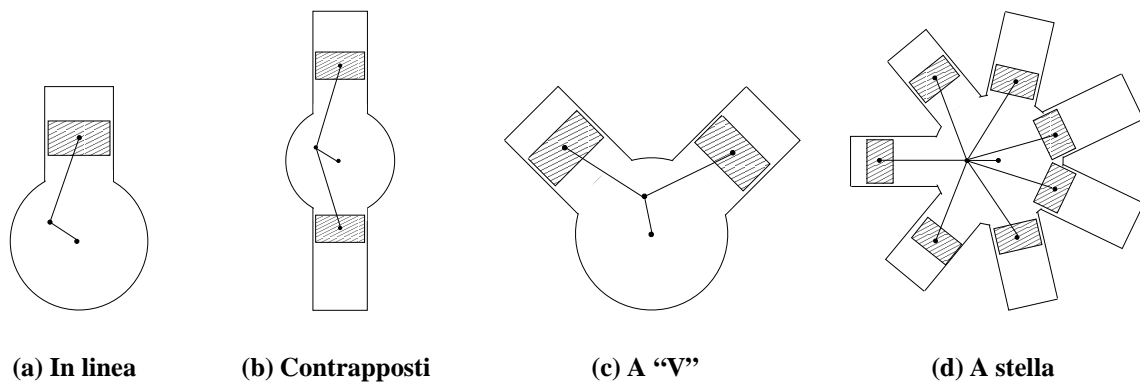 (a) In linea
(b) Contrapposti
(c) A “V”
(d) A stella